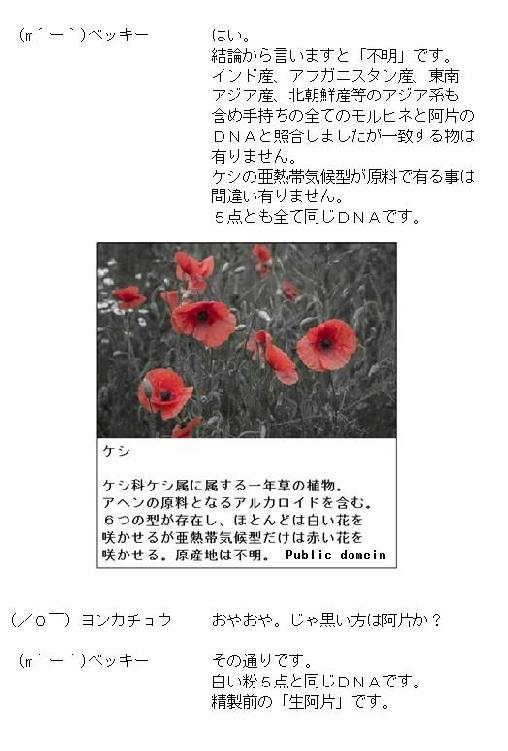 (ｍ´ー｀)ベッキー　はい。
結論から言いますと「不明」です。
インド産、アフガニスタン産、東南
アジア産、北朝鮮産等のアジア系も
含め手持ちの全てのモルヒネと阿片の
ＤＮＡと照合しましたが一致する物は
有りません。
ケシの亜熱帯気候型が原料で有る事は
間違い有りません。
５点とも全て同じＤＮＡです。
ケシ
ケシ科ケシ属に属する一年草の植物。
アヘンの原料となるアルカロイドを含む。
６つの型が存在し、ほとんどは白い花を
咲かせるが亜熱帯気候型だけは赤い花を
咲かせる。原産地は不明。 Public domain
(／０￣) ヨンカチョウ　おやおや。じゃ黒い方は阿片か？
(ｍ´ー｀)ベッキー　その通りです。
白い粉５点と同じＤＮＡです。
精製前の「生阿片」です。